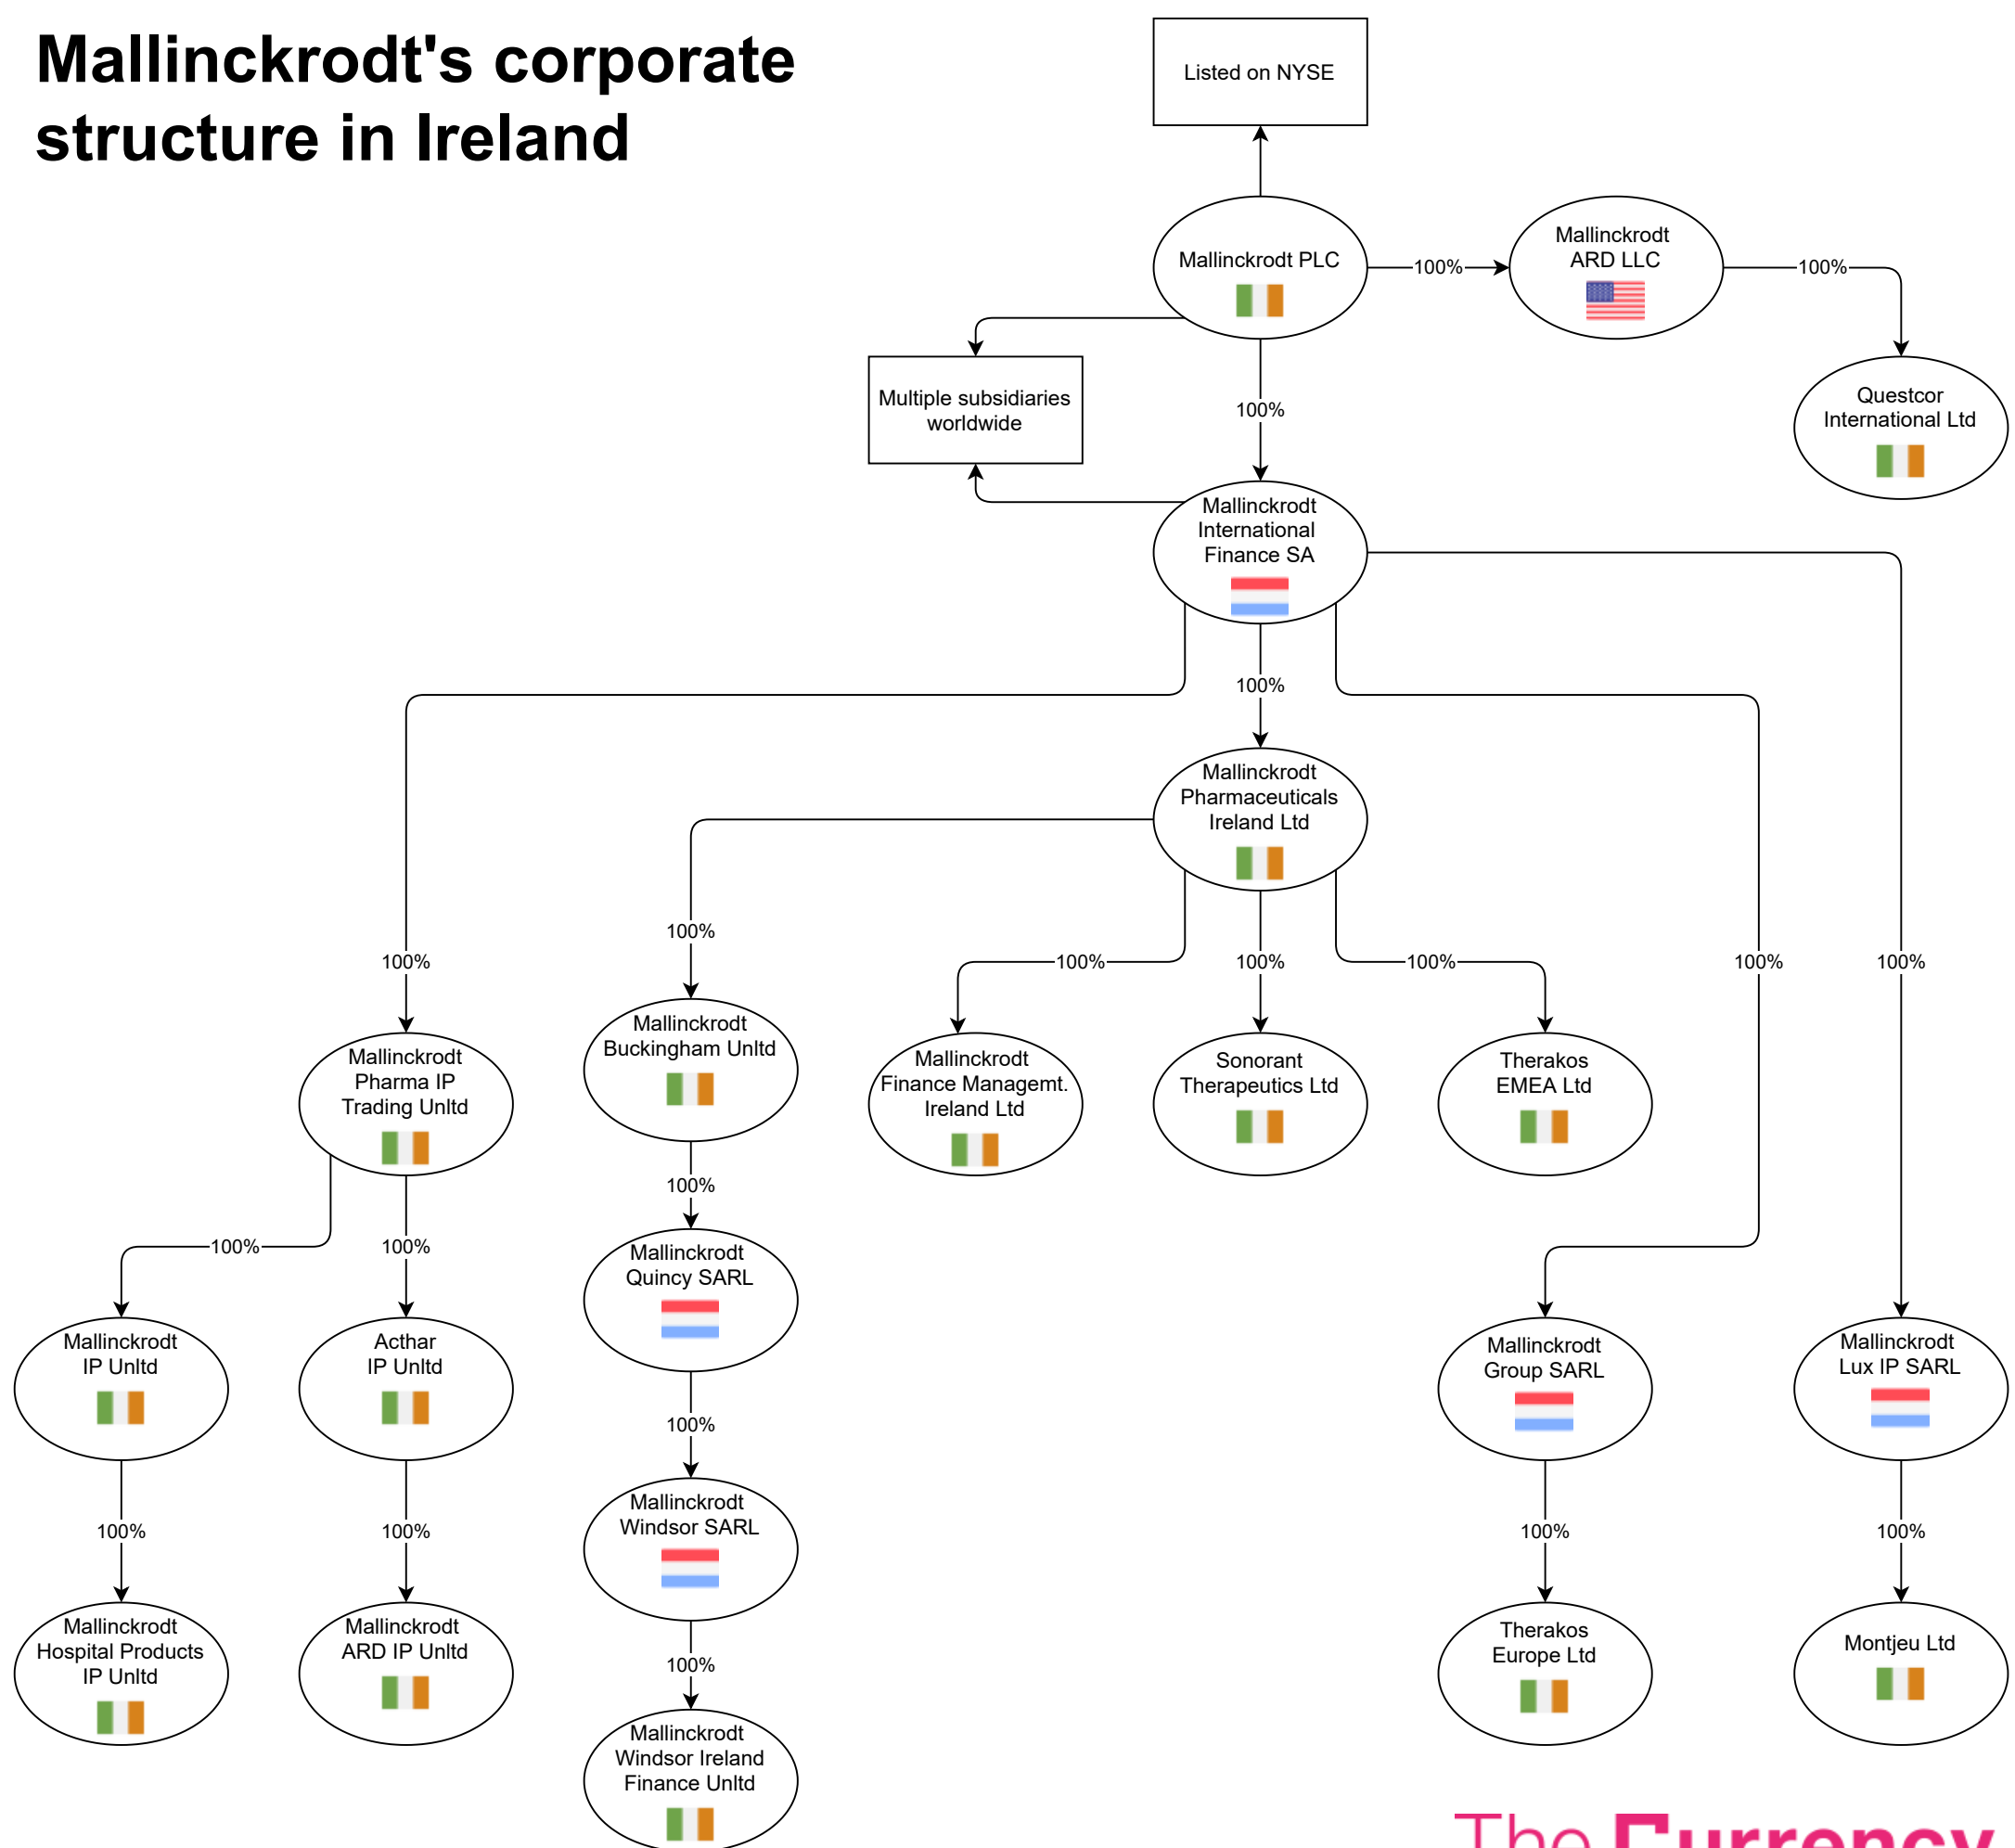 Mallinckrodt's corporate
structure in Ireland
Listed on NYSE
Mallinckrodt PLC
100%
Mallinckrodt
ARD LLC
100%
Questcor
International Ltd
Multiple subsidiaries
worldwide
100%
Mallinckrodt
International
Finance SA
100%
Mallinckrodt
Pharmaceuticals
Ireland Ltd
100%
100%
100%
100%
100%
100%
100%
Mallinckrodt
Pharma IP
Trading Unltd
Mallinckrodt
Buckingham Unltd
Mallinckrodt
Finance Managemt.
Ireland Ltd
Sonorant
Therapeutics Ltd
Therakos
EMEA Ltd
100%
100%
100%
Mallinckrodt
Quincy SARL
Mallinckrodt
IP Unltd
Acthar
IP Unltd
Mallinckrodt
Group SARL
Mallinckrodt
Lux IP SARL
100%
100%
100%
100%
100%
Mallinckrodt
Windsor SARL
Mallinckrodt
Hospital Products
IP Unltd
Mallinckrodt
ARD IP Unltd
100%
Therakos
Europe Ltd
Montjeu Ltd
Mallinckrodt
Windsor Ireland
Finance Unltd
The Currency